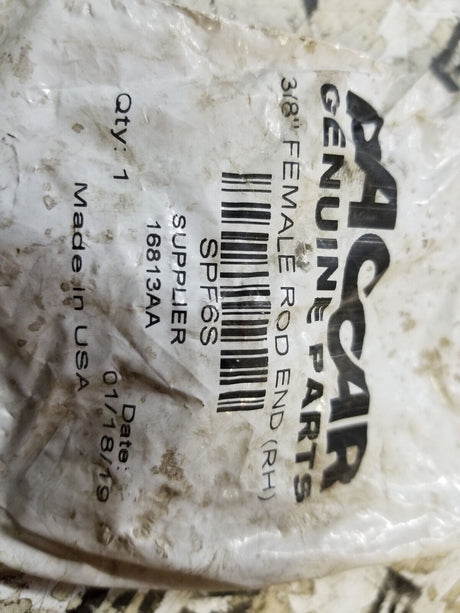 PACCAR
GENUINE PARTS
3/8" FEMALE ROD END (RH)
SPF6S
SUPPLIER
16813AA
Qty: 1
Date:
01/18/19
Made in USA